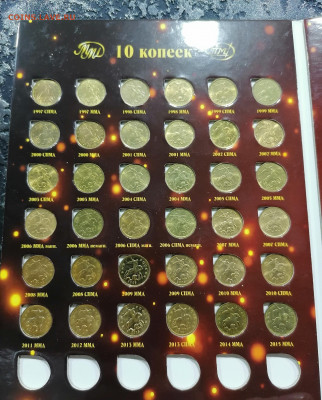 10 копеек
1997 СПМД 1997 ММД 1998 СПМД 1998 ММД 1999 СПМД 1999 ММД
2000 СПМД 2000 ММД 2001 СПМД 2001 ММД 2002 СПМД 2002 ММД
2003 СПМД 2003 ММД 2004 СПМД 2004 ММД 2005 СПМД 2005 ММД
2006 ММД магн. 2006 ММД немагн. 2006 СПМД магн. 2006 СПМД немагн. 2007 ММД 2007 СПМД
2008 ММД 2008 СПМД 2009 ММД 2009 СПМД 2010 ММД 2010 СПМД
2011 ММД 2012 ММД 2013 ММД 2013 СПМД 2014 ММД 2015 ММД